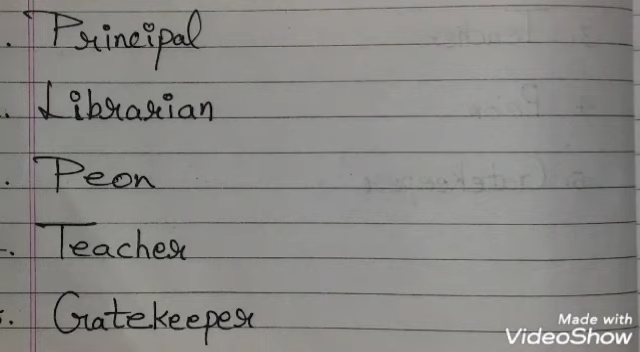 Principal
Librarian
Peon
Teacher
Gatekeeper
Made with
VideoShow